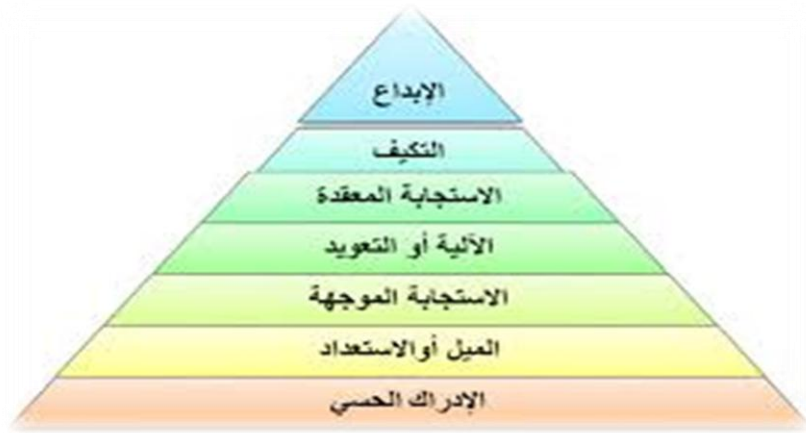 الإبداع
التكيف
الاستجابة المعقدة
الآلية أو التعويد
الاستجابة الموجهة
الميل أوالاستعداد
الإدراك الحسي